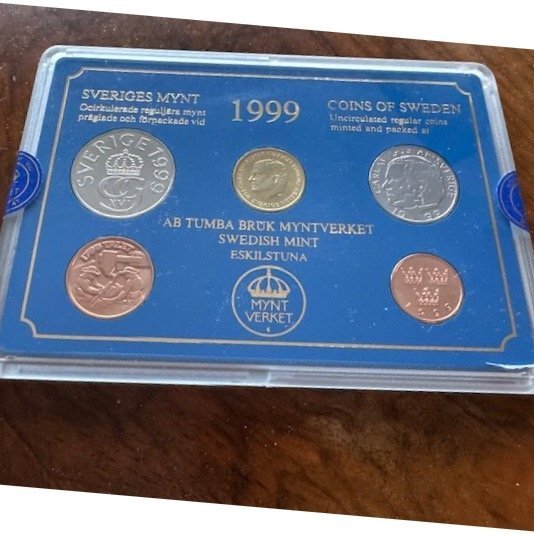 SVERIGES MYNT
Ocirkulerade reguljära mynt
präglade och förpackade vid
1999
COINS OF SWEDEN
Uncirculated regular coins
minted and packed at
SVERIGE 1999
AB TUMBA BRUK MYNTVERKET
SWEDISH MINT
ESKILSTUNA
MYNT
VERKET